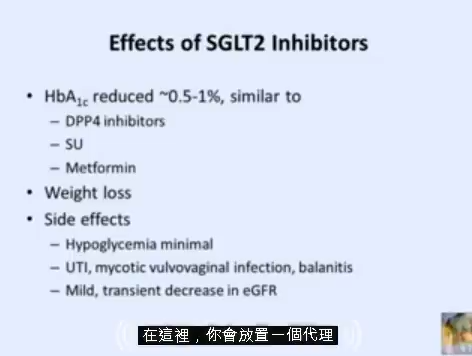 Effects of SGLT2 Inhibitors
• HbA1c reduced ~0.5-1%, similar to
– DPP4 inhibitors
– SU
– Metformin
• Weight loss
• Side effects
– Hypoglycemia minimal
– UTI, mycotic vulvovaginal infection, balanitis
– Mild, transient decrease in eGFR
在這裡，你會放置一個代理